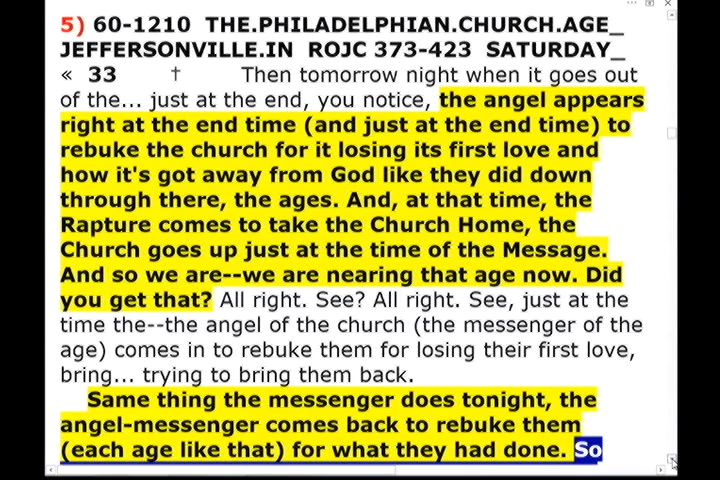 5) 60-1210 THE.PHILADELPHIAN.CHURCH.AGE_
JEFFERSONVILLE.IN ROJC 373-423 SATURDAY_
« 33 † Then tomorrow night when it goes out
of the... just at the end, you notice, the angel appears
right at the end time (and just at the end time) to
rebuke the church for it losing its first love and
how it's got away from God like they did down
through there, the ages. And, at that time, the
Rapture comes to take the Church Home, the
Church goes up just at the time of the Message.
And so we are--we are nearing that age now. Did
you get that? All right. See? All right. See, just at the
time the--the angel of the church (the messenger of the
age) comes in to rebuke them for losing their first love,
bring... trying to bring them back.
Same thing the messenger does tonight, the
angel-messenger comes back to rebuke them
(each age like that) for what they had done. So